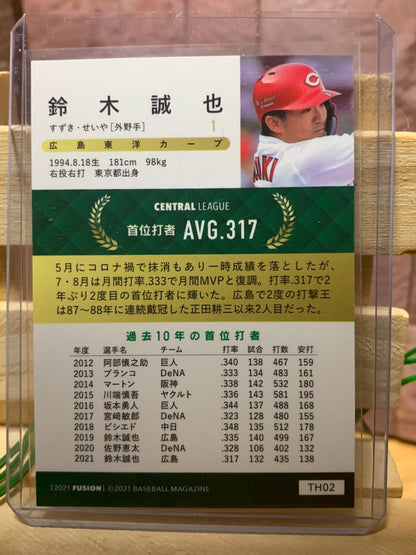 鈴木誠也
すずき・せいや［外野手］ 1
広島東洋カープ
1994.8.18生 181cm 98kg
右投右打 東京都出身
CENTRAL LEAGUE
首位打者 AVG.317
5月にコロナ禍で抹消もあり一時成績を落としたが、
7・8月は月間打率.333で月間MVPと復調。打率.317で2
年ぶり2度目の首位打者に輝いた。広島で2度の打撃王
は87〜88年に連続戴冠した正田耕三以来2人目だった。
過去10年の首位打者
年度 選手名 チーム 打率 試合 打数 安打
2012 阿部慎之助 巨人 .340 138 467 159
2013 ブランコ DeNA .333 134 483 161
2014 マートン 阪神 .338 142 532 180
2015 川端慎吾 ヤクルト .336 143 581 195
2016 坂本勇人 巨人 .344 137 488 168
2017 宮﨑敏郎 DeNA .323 128 480 155
2018 ビシエド 中日 .348 135 512 178
2019 鈴木誠也 広島 .335 140 499 167
2020 佐野恵太 DeNA .328 106 402 132
2021 鈴木誠也 広島 .317 132 435 138
［2021 FUSION］ ©2021 BASEBALL MAGAZINE
TH02